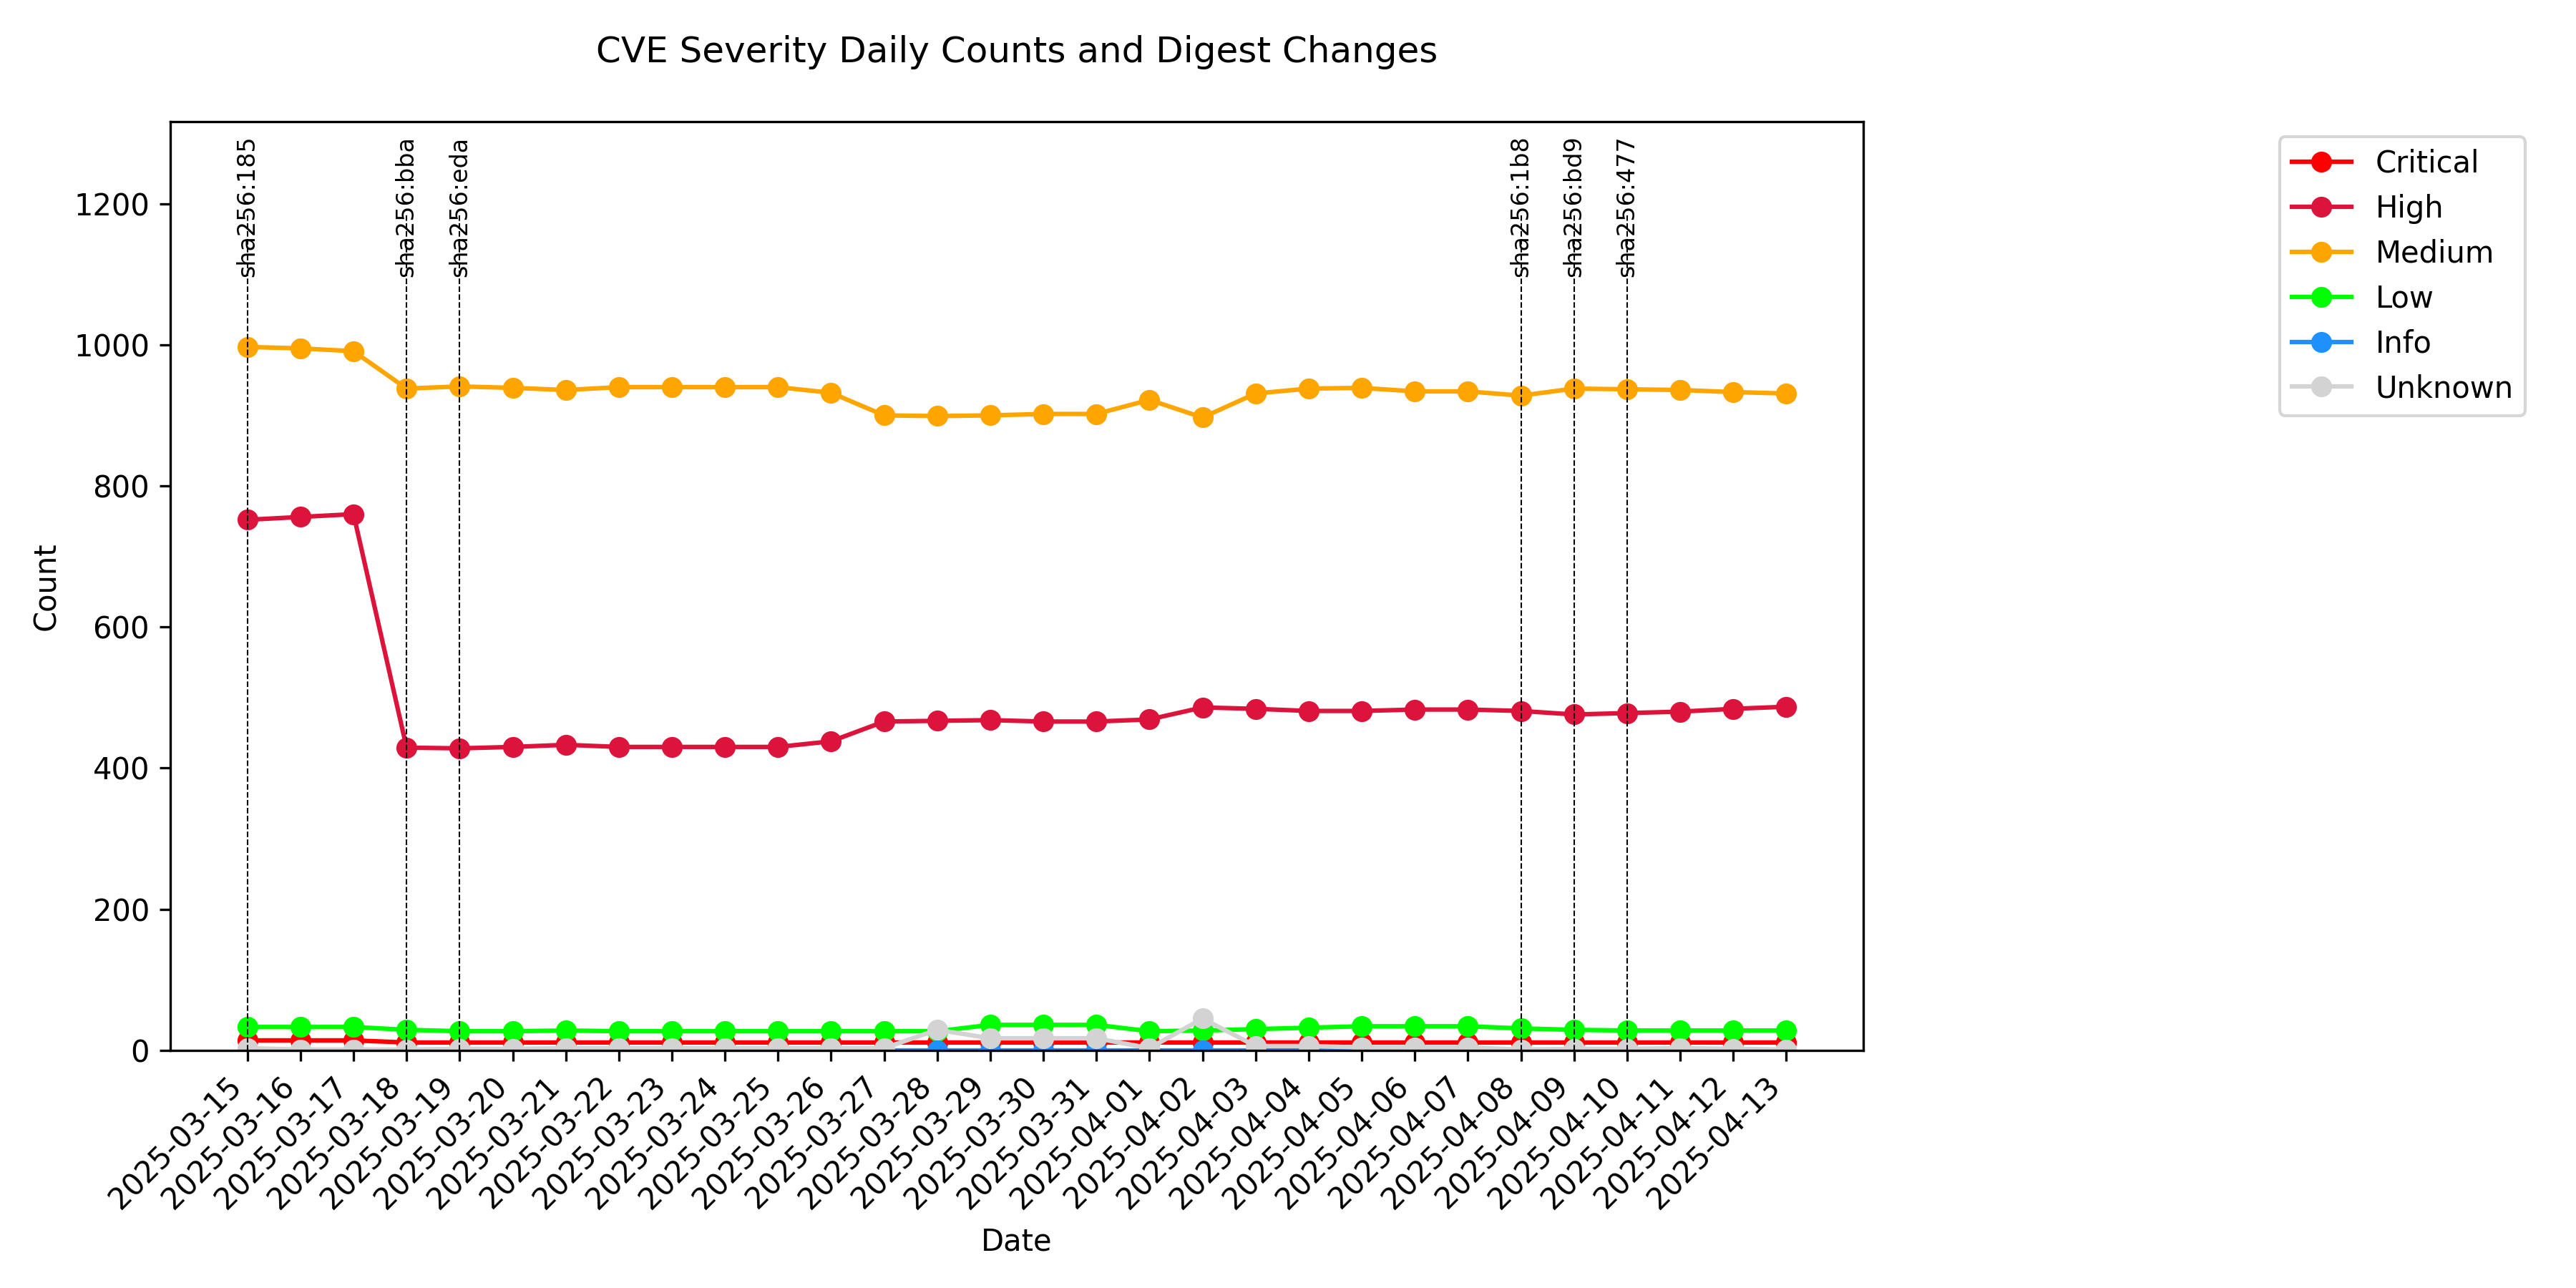 CVE Severity Daily Counts and Digest Changes
sha256:185
sha256:bba
sha256:eda
sha256:1b8
sha256:bd9
sha256:477
Critical
High
Medium
Low
Info
Unknown
Count
1200
1000
800
600
400
200
0
2025-03-15
2025-03-16
2025-03-17
2025-03-18
2025-03-19
2025-03-20
2025-03-21
2025-03-22
2025-03-23
2025-03-24
2025-03-25
2025-03-26
2025-03-27
2025-03-28
2025-03-29
2025-03-30
2025-03-31
2025-04-01
2025-04-02
2025-04-03
2025-04-04
2025-04-05
2025-04-06
2025-04-07
2025-04-08
2025-04-09
2025-04-10
2025-04-11
2025-04-12
2025-04-13
Date